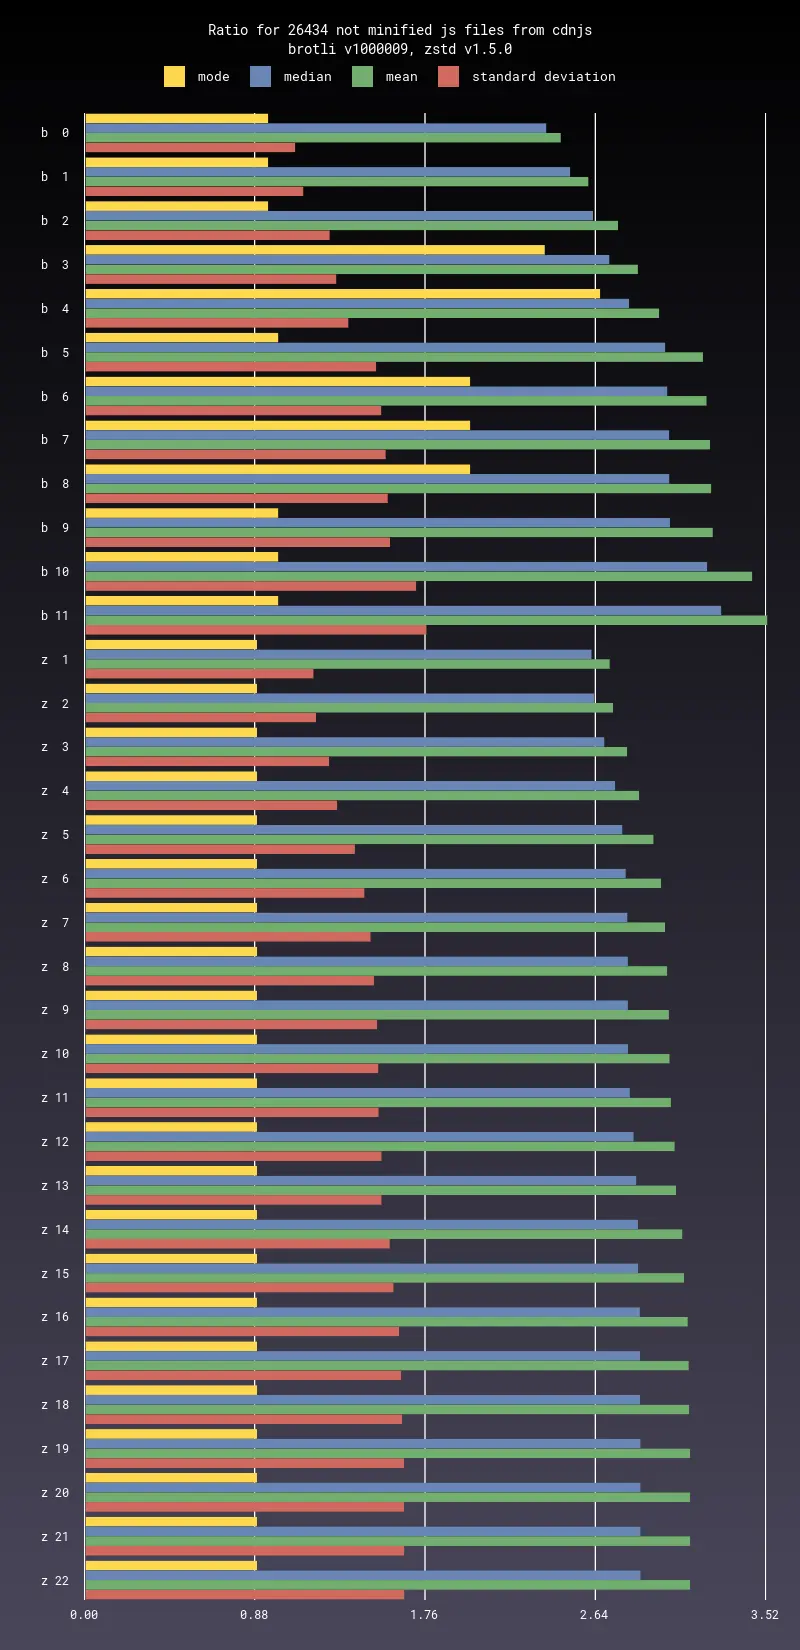 Ratio for 26434 not minified js files from cdnjs
brotli v1000009, zstd v1.5.0
mode median mean standard deviation
b 0
b 1
b 2
b 3
b 4
b 5
b 6
b 7
b 8
b 9
b 10
b 11
z 1
z 2
z 3
z 4
z 5
z 6
z 7
z 8
z 9
z 10
z 11
z 12
z 13
z 14
z 15
z 16
z 17
z 18
z 19
z 20
z 21
z 22
0.00 0.88 1.76 2.64 3.52